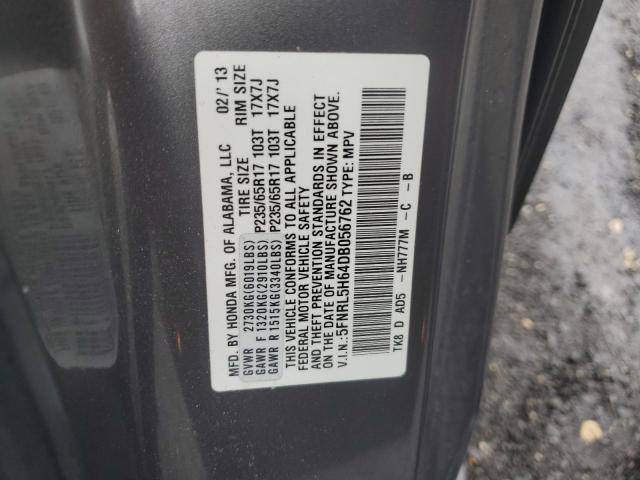 MFD. BY HONDA MFG. OF ALABAMA, LLC 02/'13
TIRE SIZE RIM SIZE
GVWR 2730KG(6019LBS)
GAWR F 1320KG(2910LBS) P235/65R17 103T 17X7J
GAWR R 1515KG(3340LBS) P235/65R17 103T 17X7J
THIS VEHICLE CONFORMS TO ALL APPLICABLE
FEDERAL MOTOR VEHICLE SAFETY
AND THEFT PREVENTION STANDARDS IN EFFECT
ON THE DATE OF MANUFACTURE SHOWN ABOVE.
V.I.N.: 5FNRL5H64DB056762 TYPE: MPV
TK8 D AD5 - NH777M - C - B